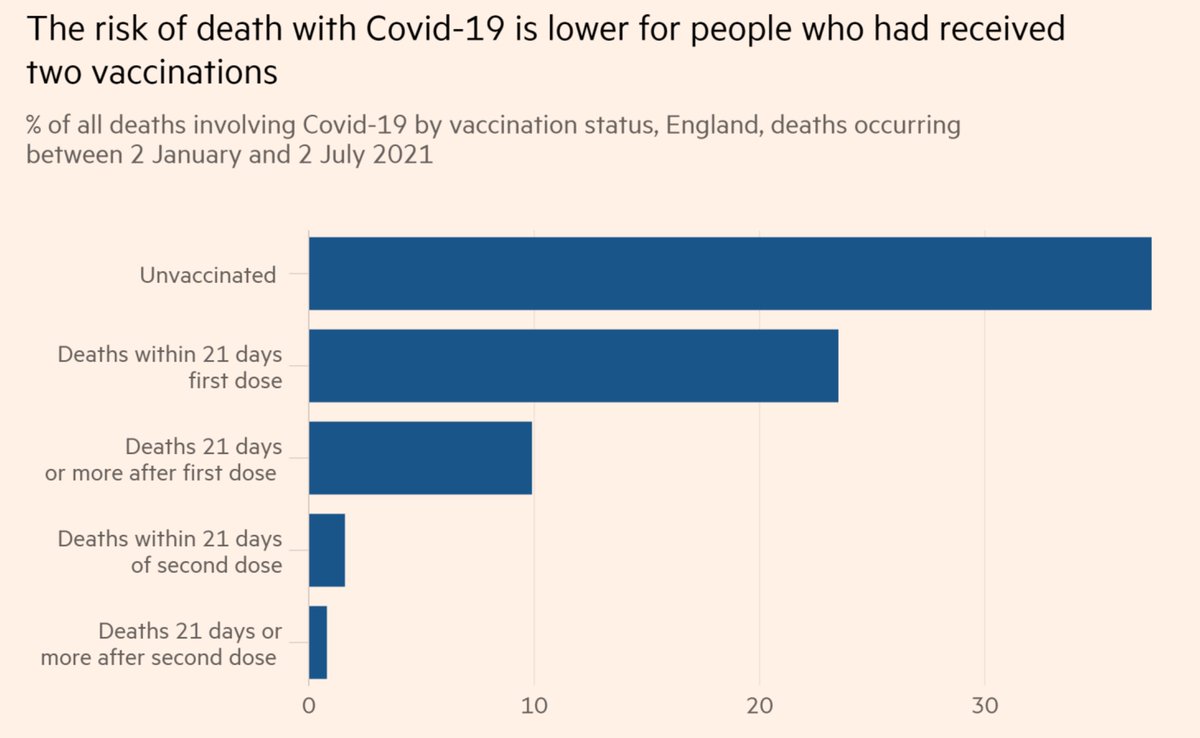 The risk of death with Covid-19 is lower for people who had received
two vaccinations
% of all deaths involving Covid-19 by vaccination status, England, deaths occurring
between 2 January and 2 July 2021
Unvaccinated
Deaths within 21 days
first dose
Deaths 21 days
or more after first dose
Deaths within 21 days
of second dose
Deaths 21 days or
more after second dose
0 10 20 30